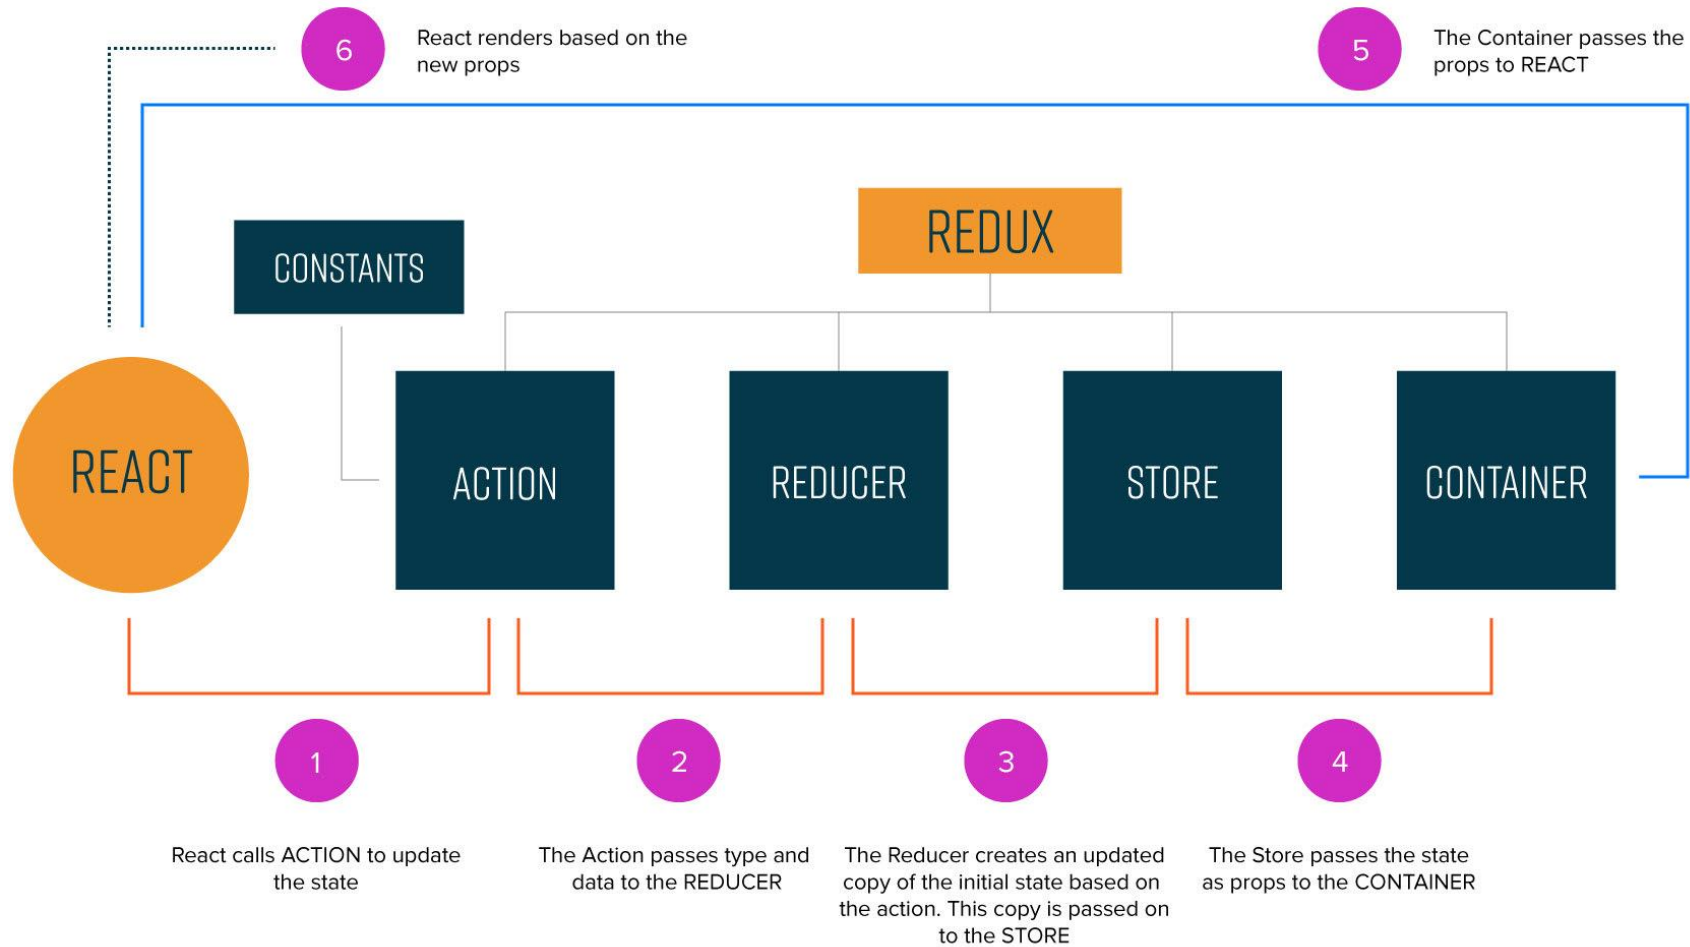 6
React renders based on the
new props
5
The Container passes the
props to REACT
REDUX
CONSTANTS
REACT
ACTION
REDUCER
STORE
CONTAINER
1
React calls ACTION to update
the state
2
The Action passes type and
data to the REDUCER
3
The Reducer creates an updated
copy of the initial state based on
the action. This copy is passed on
to the STORE
4
The Store passes the state
as props to the CONTAINER